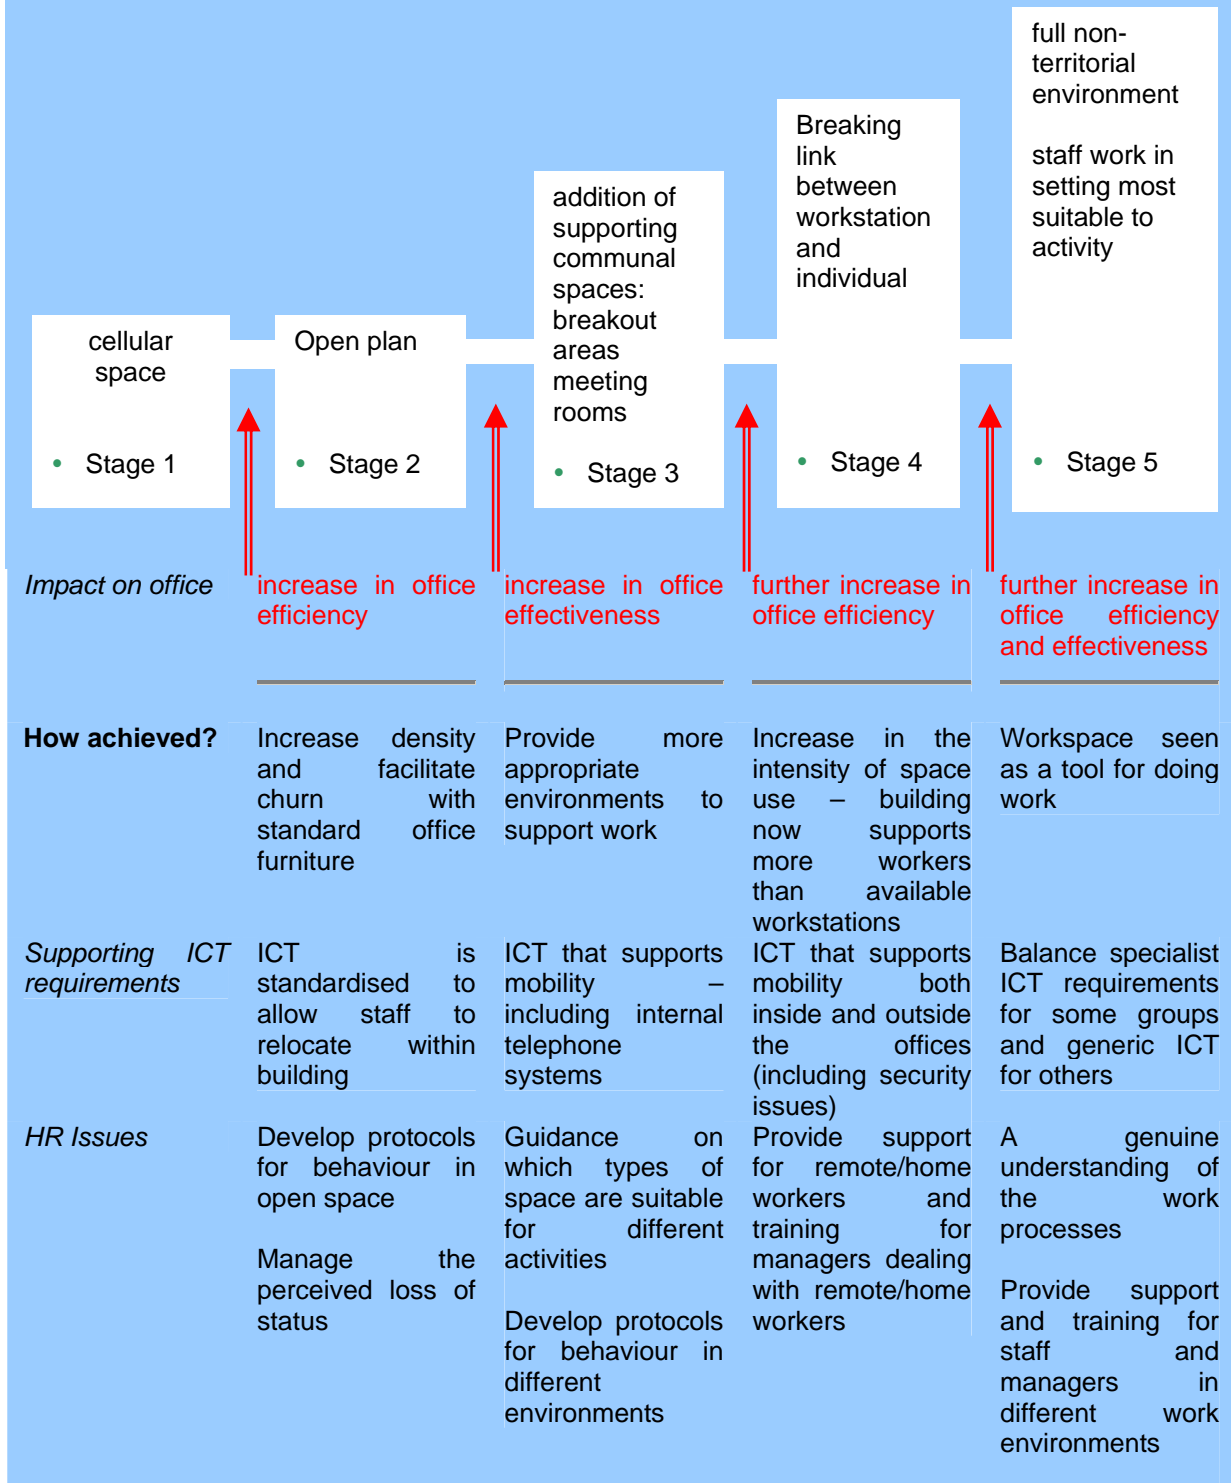 cellular
space
• Stage 1
Open plan
• Stage 2
addition of
supporting
communal
spaces:
breakout
areas
meeting
rooms
• Stage 3
Breaking
link
between
workstation
and
individual
• Stage 4
full non-
territorial
environment
staff work in
setting most
suitable to
activity
• Stage 5
Impact on office
increase in office
efficiency
increase in office
effectiveness
further increase in
office efficiency
further increase in
office efficiency
and effectiveness
How achieved?
Increase density
and facilitate
churn with
standard office
furniture
Provide more
appropriate
environments to
support work
Increase in the
intensity of space
use – building
now supports
more workers
than available
workstations
Workspace seen
as a tool for doing
work
Supporting ICT
requirements
ICT is
standardised to
allow staff to
relocate within
building
ICT that supports
mobility –
including internal
telephone
systems
ICT that supports
mobility both
inside and outside
the offices
(including security
issues)
Balance specialist
ICT requirements
for some groups
and generic ICT
for others
HR Issues
Develop protocols
for behaviour in
open space
Manage the
perceived loss of
status
Guidance on
which types of
space are suitable
for different
activities
Develop protocols
for behaviour in
different
environments
Provide support
for remote/home
workers and
training for
managers dealing
with remote/home
workers
A genuine
understanding of
the work
processes
Provide support
and training for
staff and
managers in
different work
environments